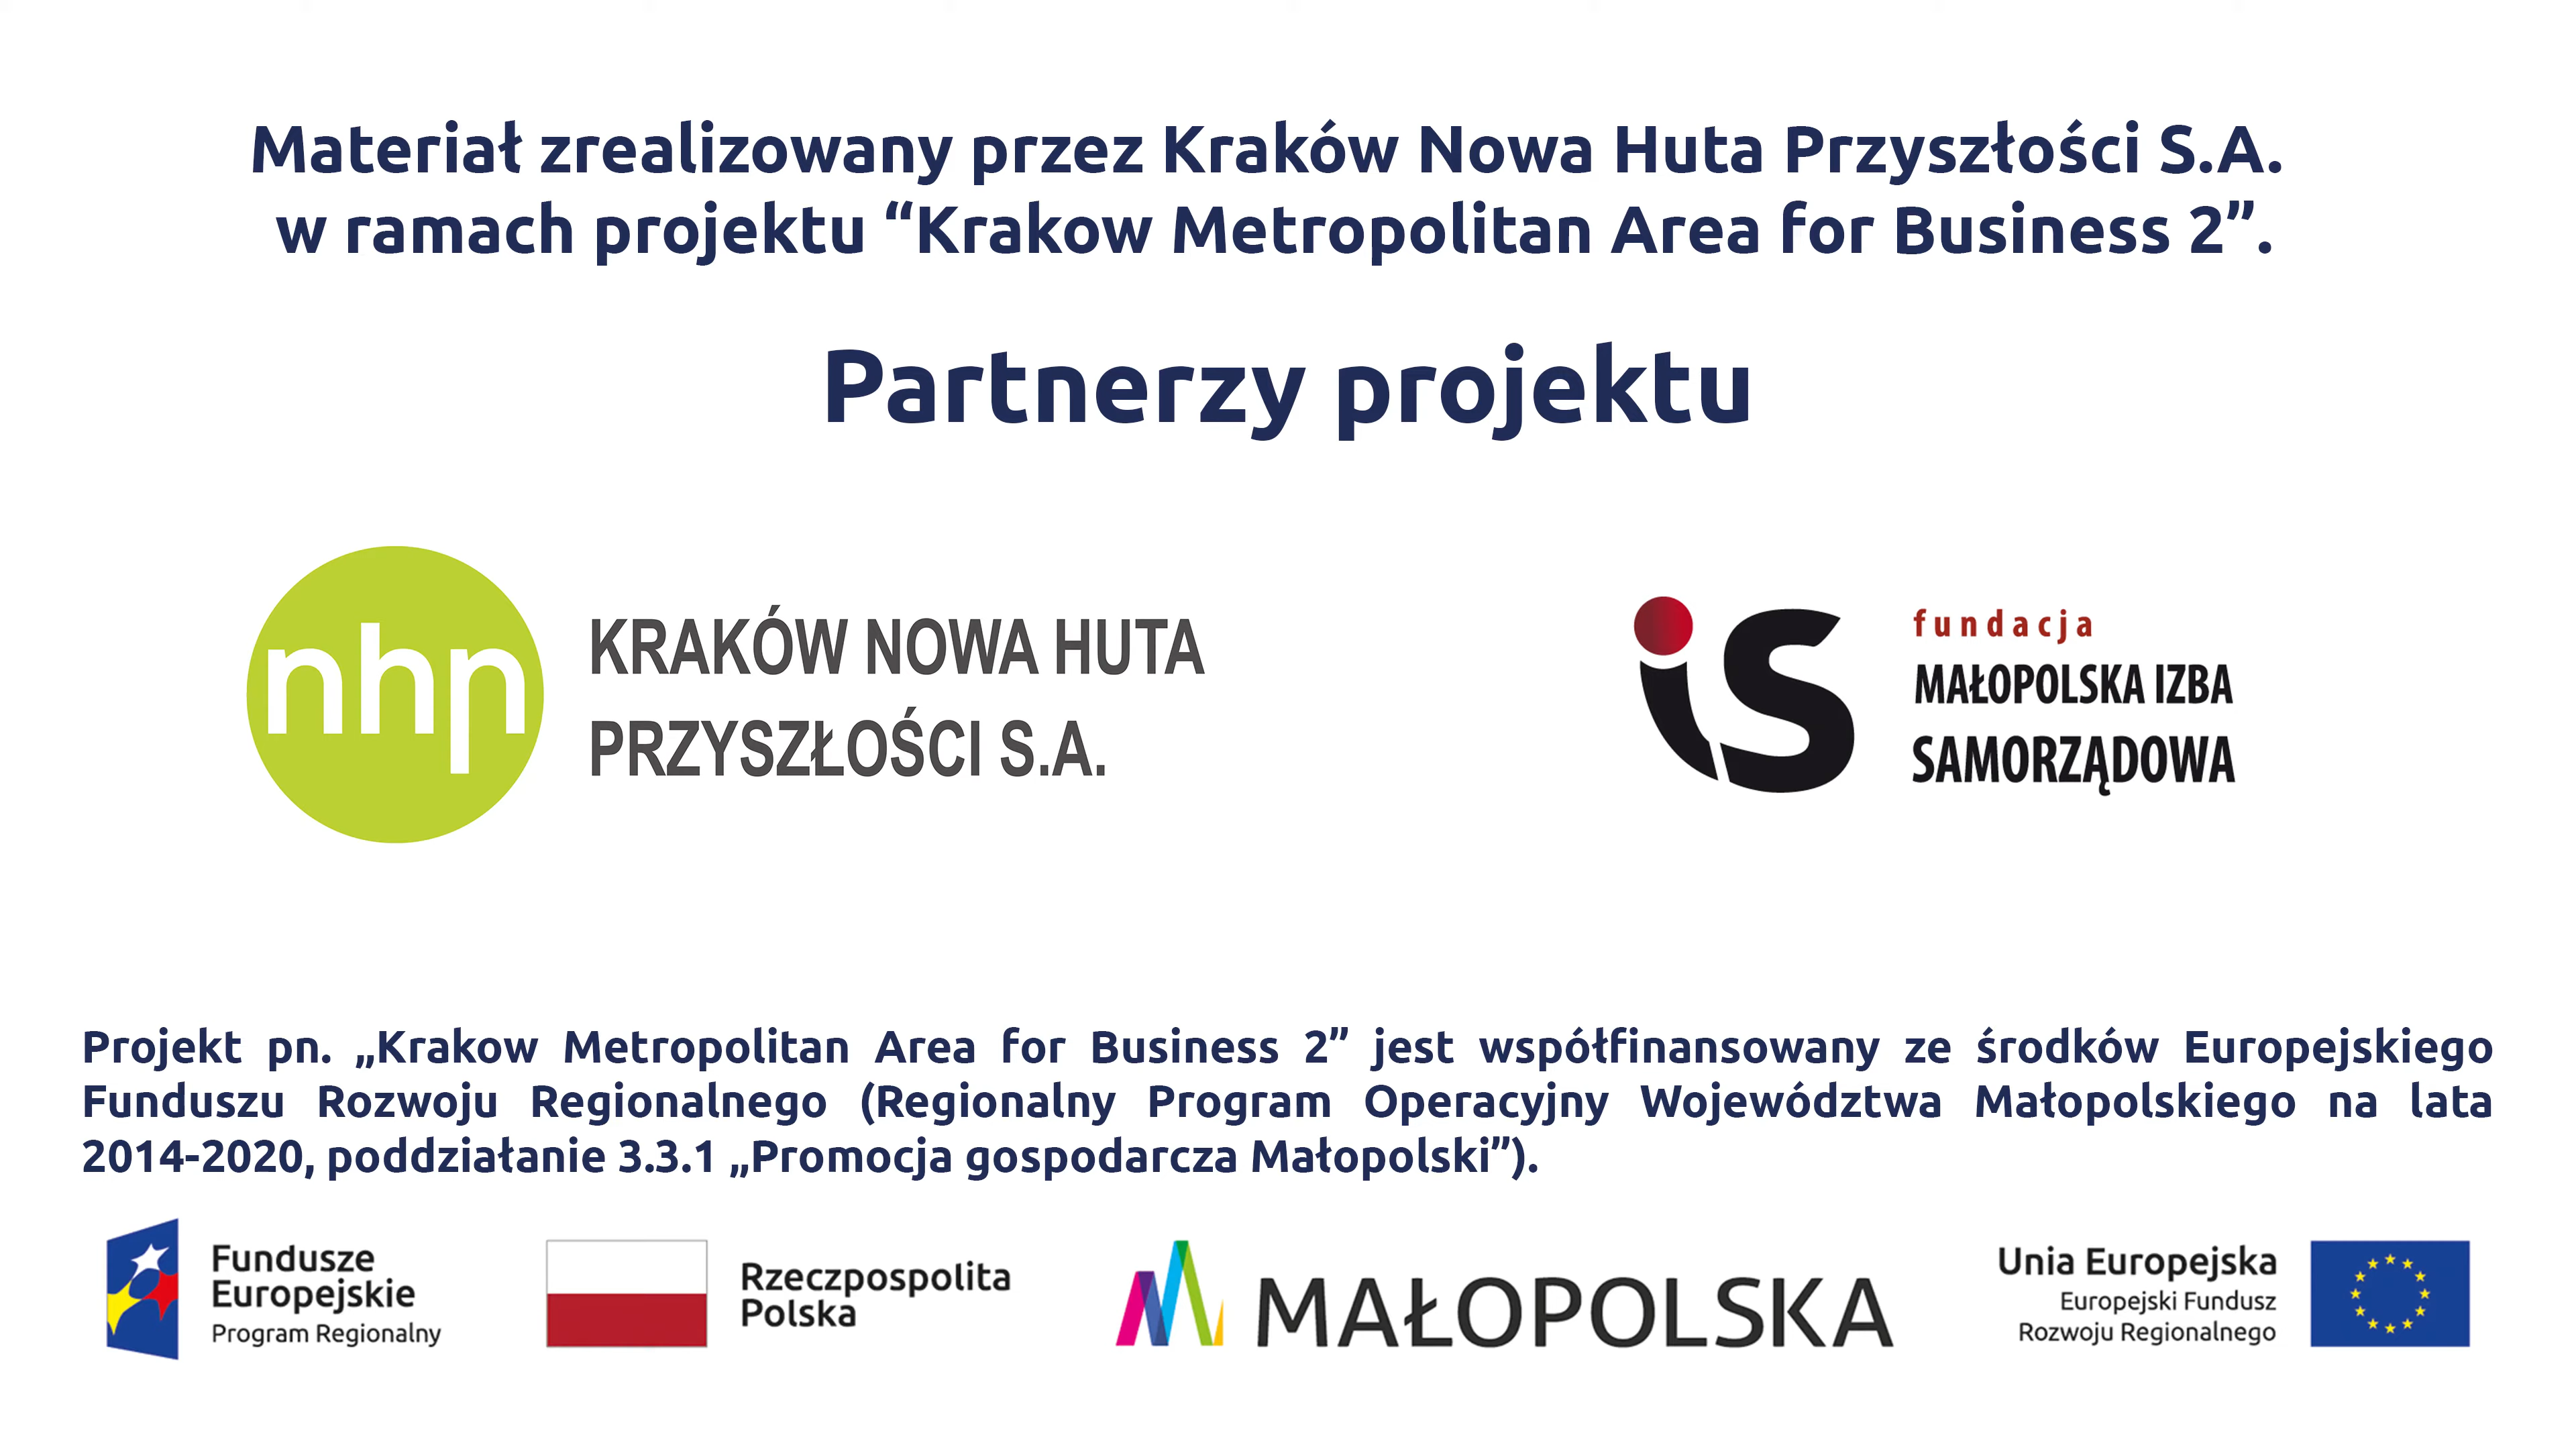 Materiał zrealizowany przez Kraków Nowa Huta Przyszłości S.A.
w ramach projektu “Krakow Metropolitan Area for Business 2”.
Partnerzy projektu
nhp
KRAKÓW NOWA HUTA
PRZYSZŁOŚCI S.A.
is
fundacja
MAŁOPOLSKA IZBA
SAMORZĄDOWA
Projekt pn. „Krakow Metropolitan Area for Business 2” jest współfinansowany ze środków Europejskiego
Funduszu Rozwoju Regionalnego (Regionalny Program Operacyjny Województwa Małopolskiego na lata
2014-2020, poddziałanie 3.3.1 „Promocja gospodarcza Małopolski”).
Fundusze
Europejskie
Program Regionalny
Rzeczpospolita
Polska
MAŁOPOLSKA
Unia Europejska
Europejski Fundusz
Rozwoju Regionalnego